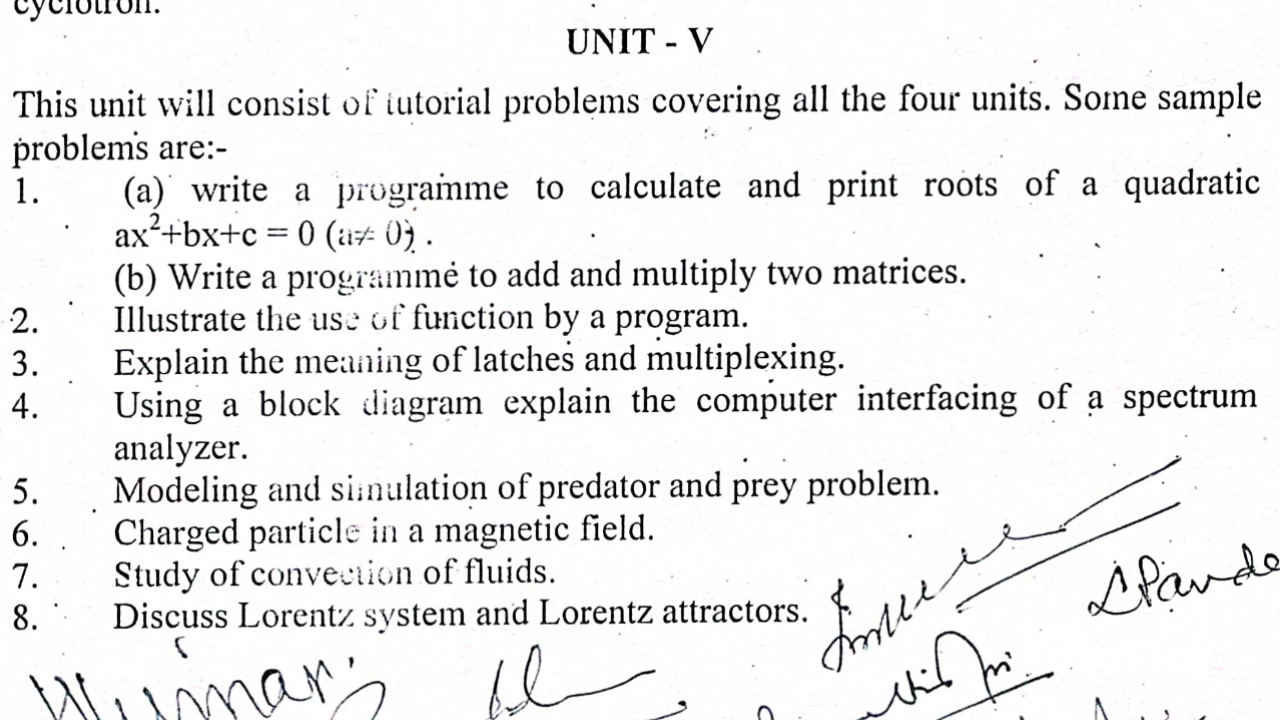 cyclotron.
UNIT - V
This unit will consist of tutorial problems covering all the four units. Some sample
problems are:-
1. (a) write a programme to calculate and print roots of a quadratic
ax²+bx+c = 0 (a≠ 0) .
(b) Write a programme to add and multiply two matrices.
2. Illustrate the use of function by a program.
3. Explain the meaning of latches and multiplexing.
4. Using a block diagram explain the computer interfacing of a spectrum
analyzer.
5. Modeling and simulation of predator and prey problem.
6. Charged particle in a magnetic field.
7. Study of convection of fluids.
8. Discuss Lorentz system and Lorentz attractors.